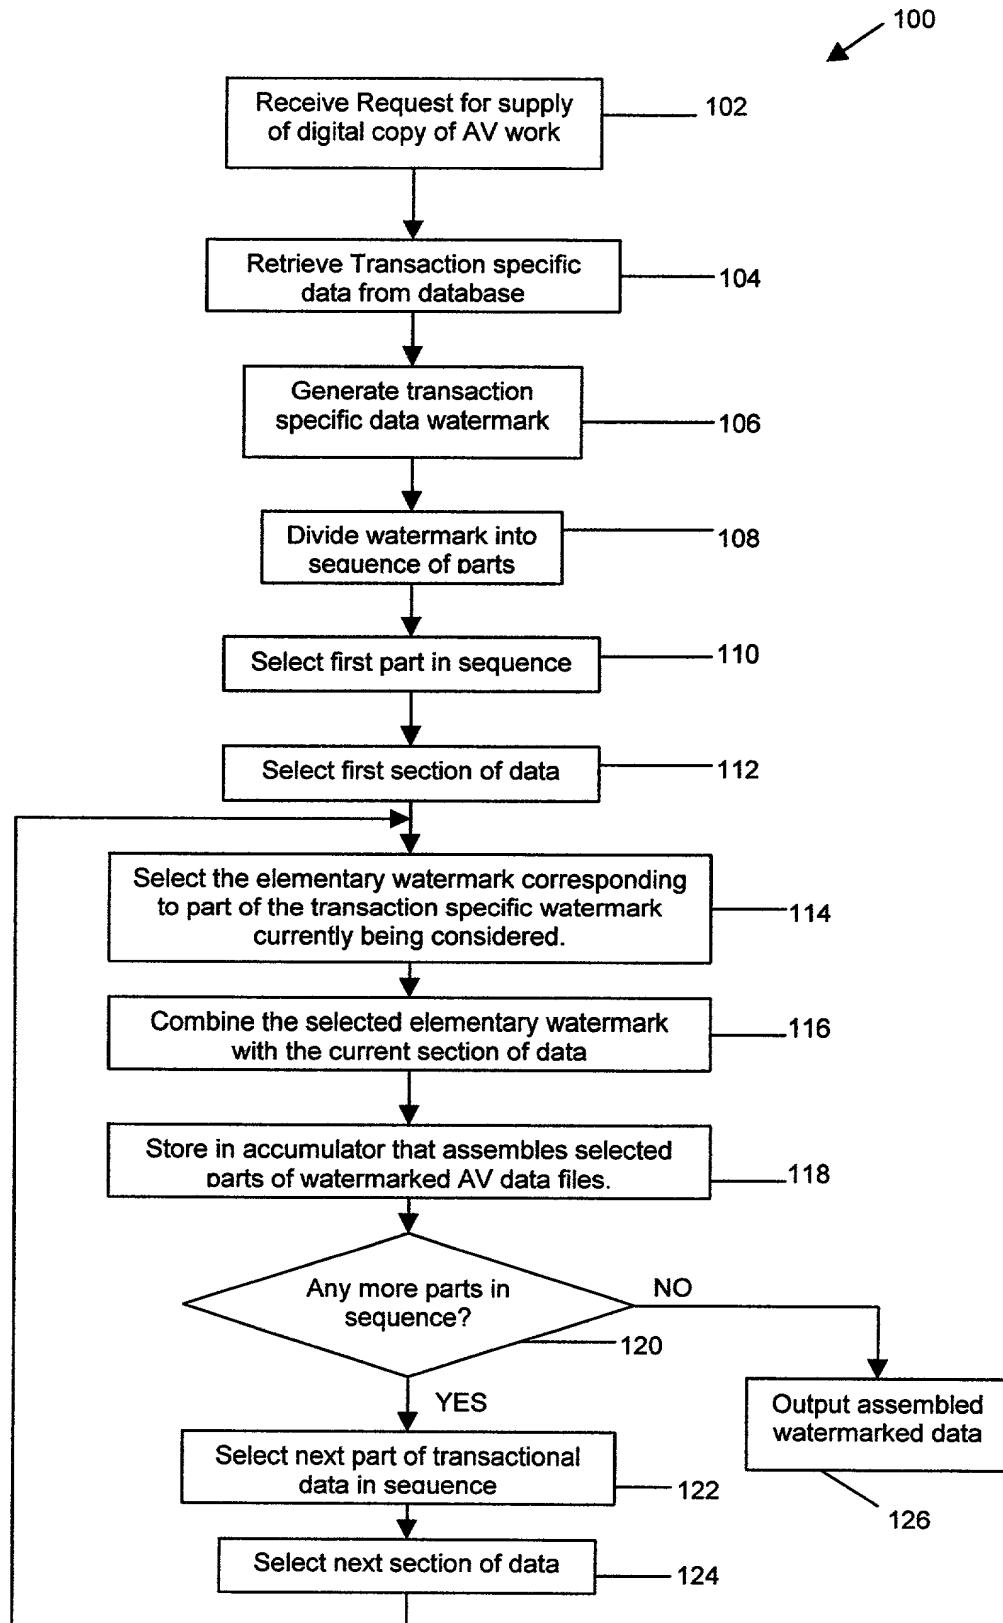 100
Receive Request for supply
of digital copy of AV work
102
Retrieve Transaction specific
data from database
104
Generate transaction
specific data watermark
106
Divide watermark into
sequence of parts
108
Select first part in sequence
110
Select first section of data
112
Select the elementary watermark corresponding
to part of the transaction specific watermark
currently being considered.
114
Combine the selected elementary watermark
with the current section of data
116
Store in accumulator that assembles selected
parts of watermarked AV data files.
118
Any more parts in
sequence?
NO
120
YES
Output assembled
watermarked data
Select next part of transactional
data in sequence
122
126
Select next section of data
124